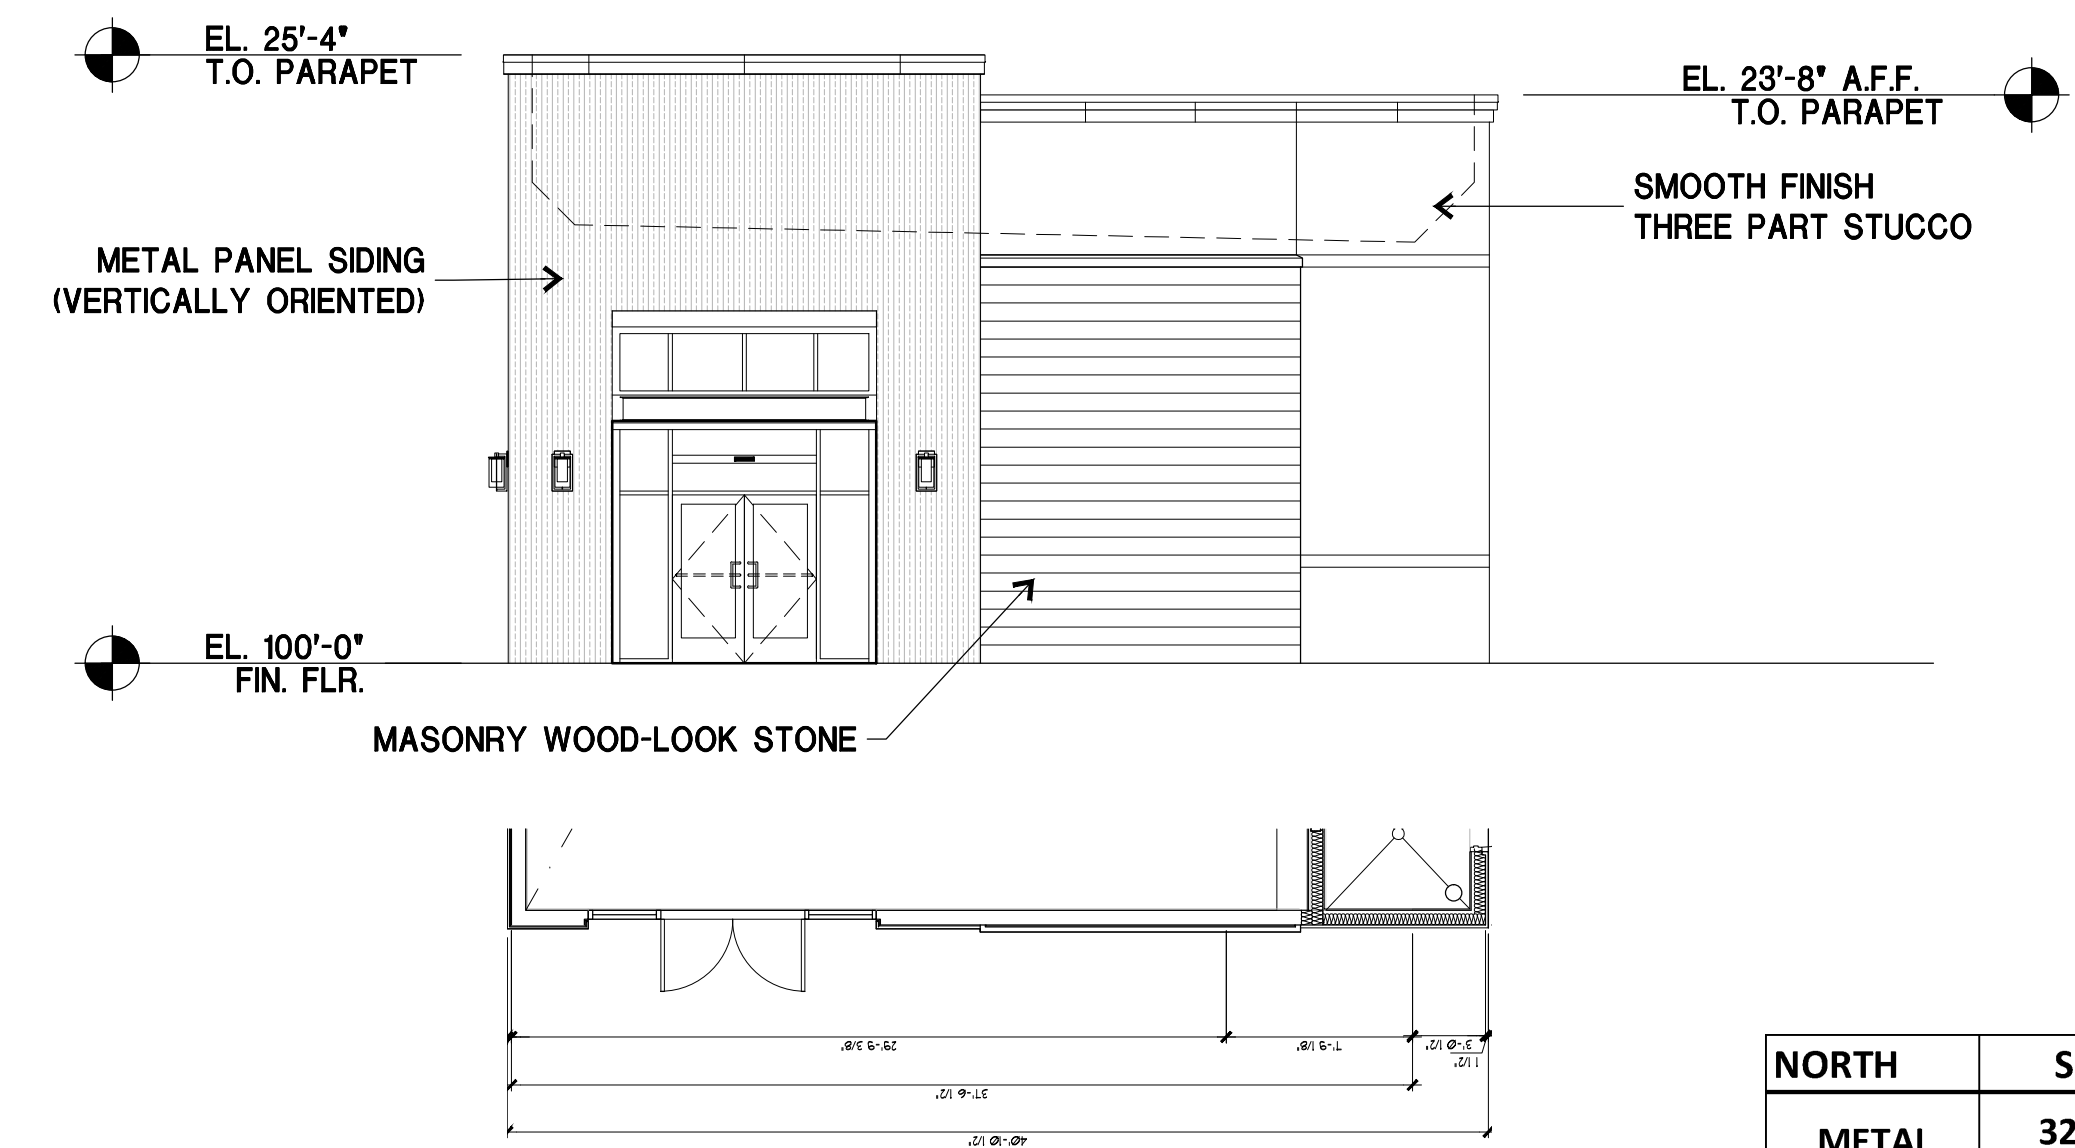 EL. 25'-4"
T.O. PARAPET
EL. 23'-8" A.F.F.
T.O. PARAPET
SMOOTH FINISH
THREE PART STUCCO
METAL PANEL SIDING
(VERTICALLY ORIENTED)
EL. 100'-0"
FIN. FLR.
MASONRY WOOD-LOOK STONE
29'-9 3/8"
7'-9 1/8"
3'-0 1/2"
1 1/2"
37'-6 1/2"
40'-10 1/2"
NORTH
S
METAL
32